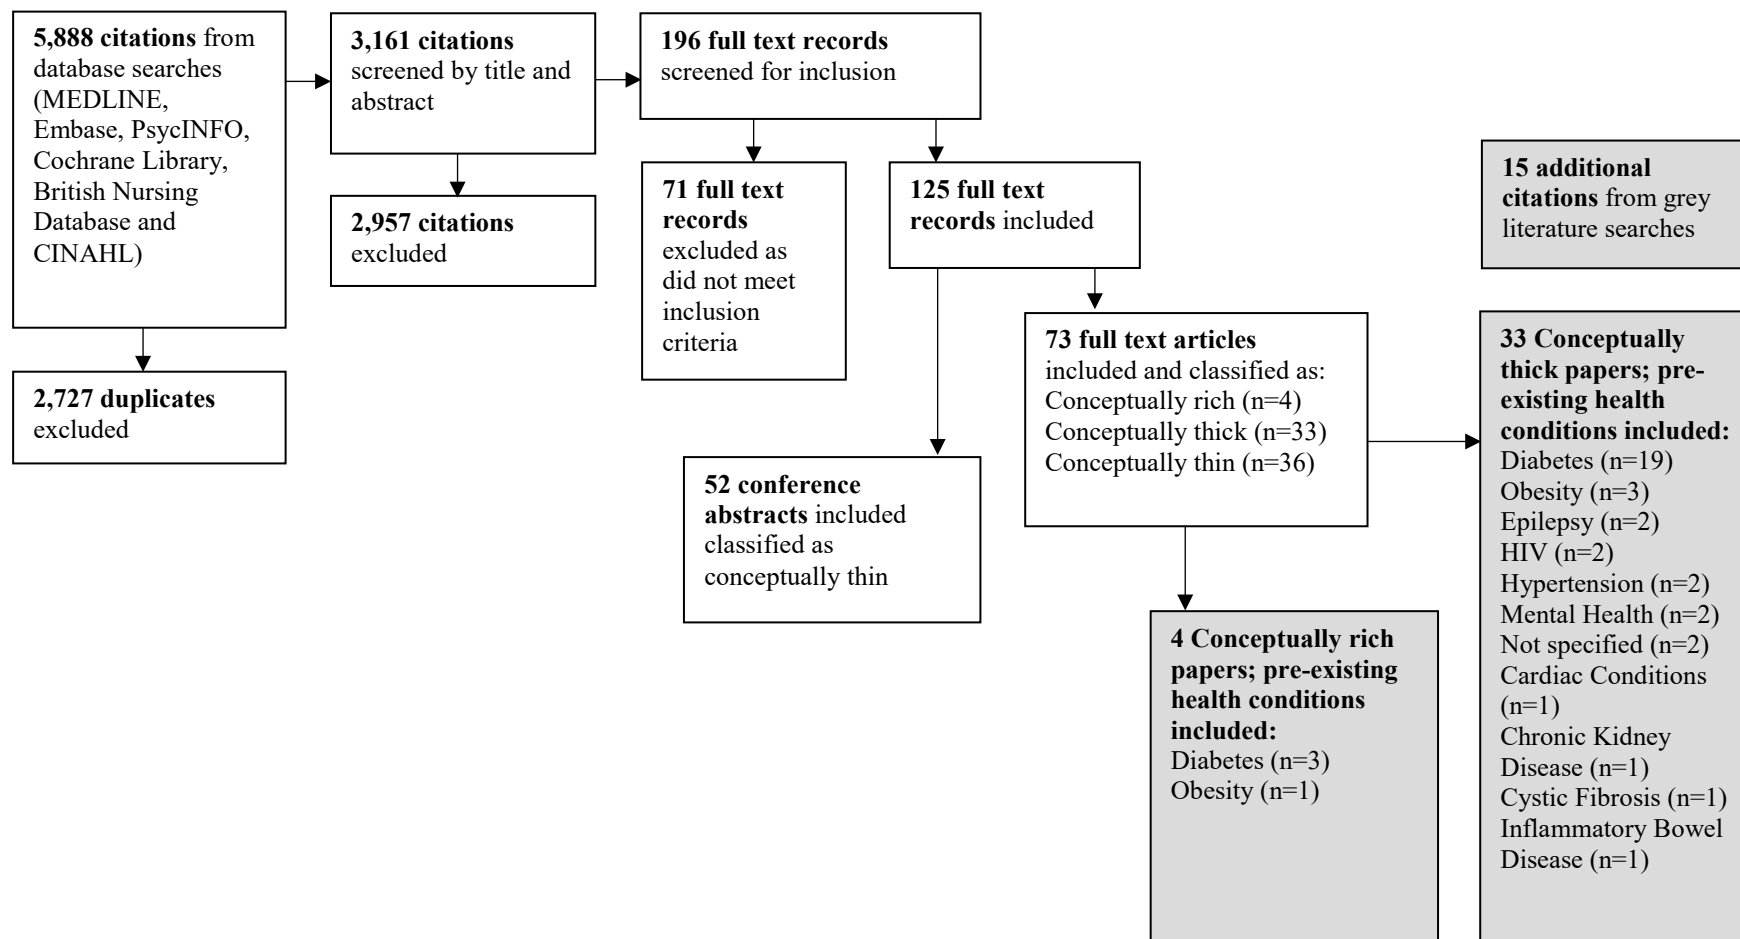 5,888 citations from
database searches
(MEDLINE,
Embase, PsycINFO,
Cochrane Library,
British Nursing
Database and
CINAHL)
2,727 duplicates
excluded
3,161 citations
screened by title and
abstract
2,957 citations
excluded
196 full text records
screened for inclusion
71 full text
records
excluded as
did not meet
inclusion
criteria
125 full text
records included
52 conference
abstracts included
classified as
conceptually thin
73 full text articles
included and classified as:
Conceptually rich (n=4)
Conceptually thick (n=33)
Conceptually thin (n=36)
4 Conceptually rich
papers; pre-existing
health conditions
included:
Diabetes (n=3)
Obesity (n=1)
15 additional
citations from grey
literature searches
33 Conceptually
thick papers; pre-
existing health
conditions included:
Diabetes (n=19)
Obesity (n=3)
Epilepsy (n=2)
HIV (n=2)
Hypertension (n=2)
Mental Health (n=2)
Not specified (n=2)
Cardiac Conditions
(n=1)
Chronic Kidney
Disease (n=1)
Cystic Fibrosis (n=1)
Inflammatory Bowel
Disease (n=1)